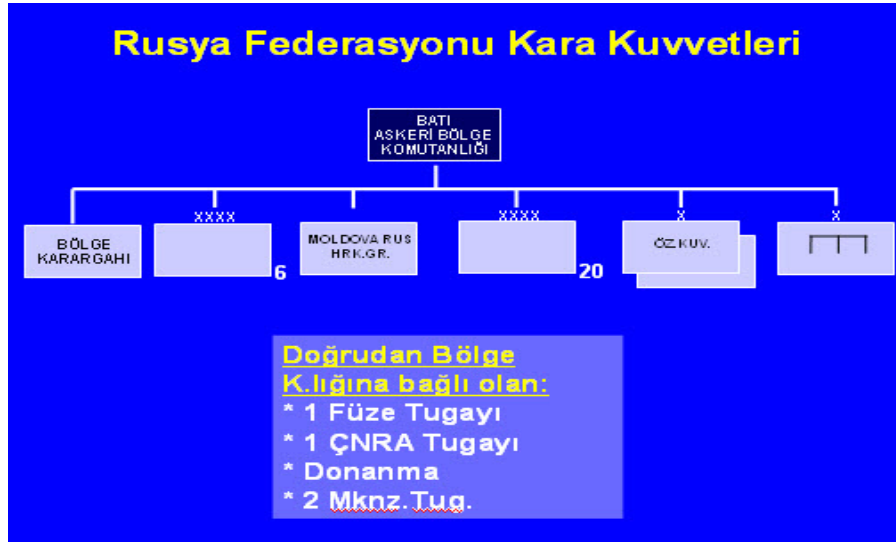 Rusya Federasyonu Kara Kuvvetleri
BATI
ASKERİ BÖLGE
KOMUTANLIĞI
XXXX
XXXX
X
X
BÖLGE
KARARGAHI
6
MOLDOVA RUS
HRK.GR.
20
ÖZ.KUV.
Doğrudan Bölge
K.lığına bağlı olan:
* 1 Füze Tugayı
* 1 ÇNRA Tugayı
* Donanma
* 2 Mknz.Tug.